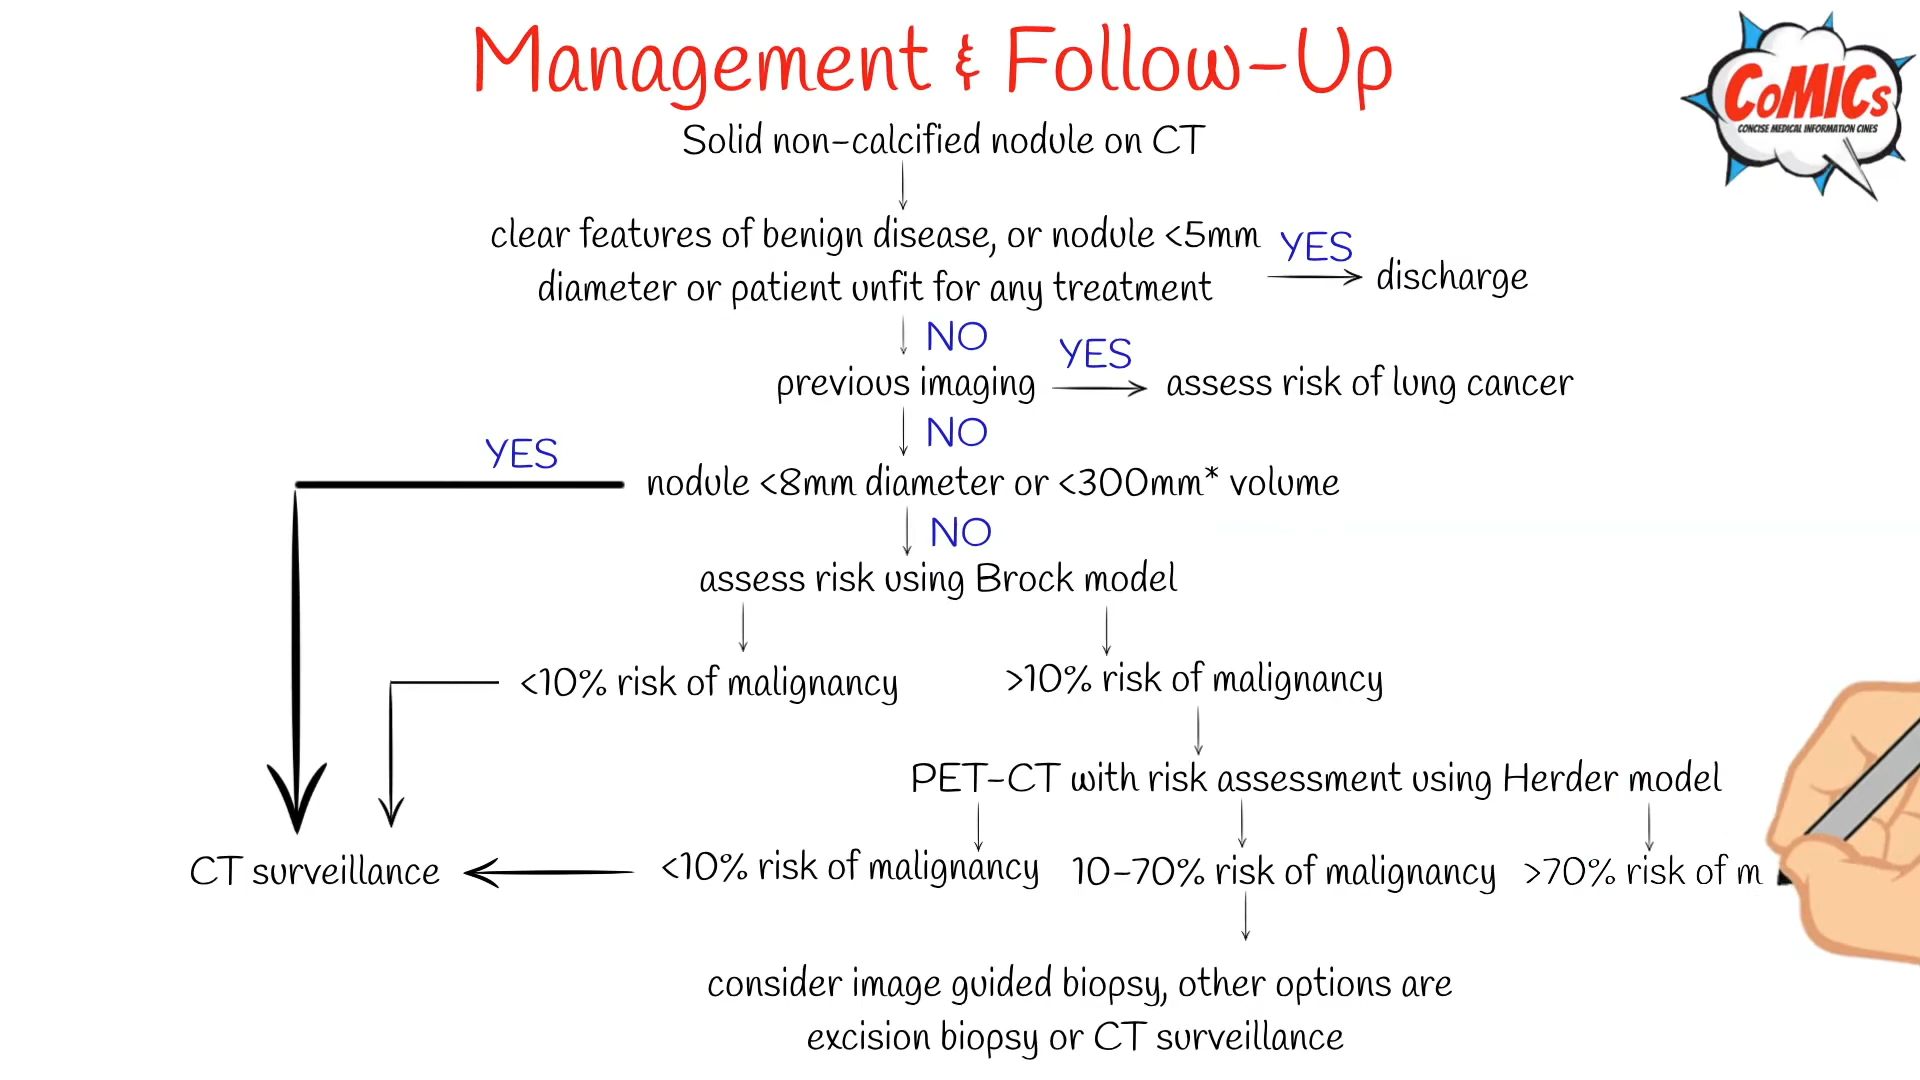 Management & Follow-Up
CoMICs
CONCISE MEDICAL INFORMATION CINES
Solid non-calcified nodule on CT
clear features of benign disease, or nodule <5mm
diameter or patient unfit for any treatment
YES
discharge
NO
previous imaging
YES
assess risk of lung cancer
NO
YES
nodule <8mm diameter or <300mm* volume
NO
assess risk using Brock model
<10% risk of malignancy
>10% risk of malignancy
PET-CT with risk assessment using Herder model
CT surveillance
<10% risk of malignancy
10-70% risk of malignancy
>70% risk of m
consider image guided biopsy, other options are
excision biopsy or CT surveillance